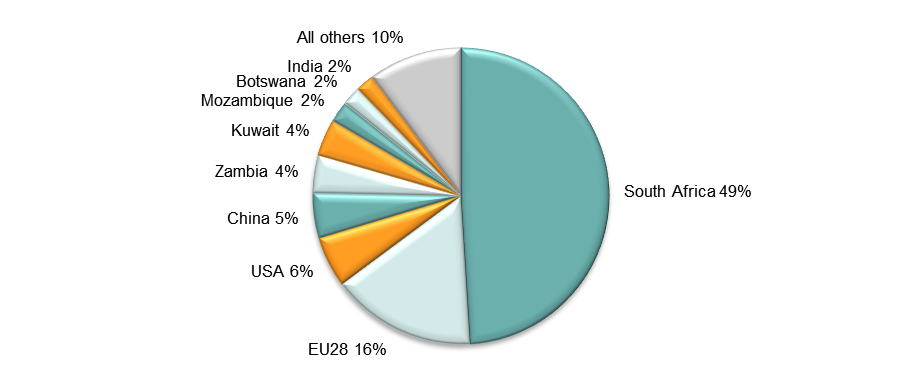 All others 10%
India 2%
Botswana 2%
Mozambique 2%
Kuwait 4%
Zambia 4%
South Africa 49%
China 5%
USA 6%
EU28 16%